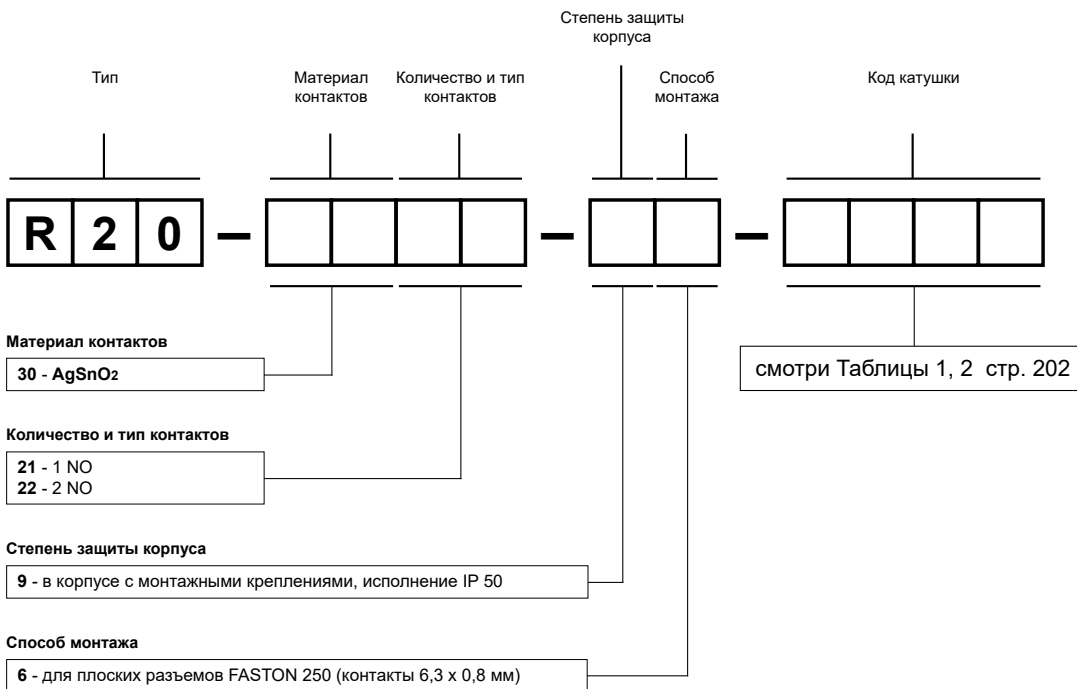 Степень защиты
корпуса
Тип
Материал
контактов
Количество и тип
контактов
Способ
монтажа
Код катушки
R 2 0 – – –
Материал контактов
30 - AgSnO2
смотри Таблицы 1, 2 стр. 202
Количество и тип контактов
21 - 1 NO
22 - 2 NO
Степень защиты корпуса
9 - в корпусе с монтажными креплениями, исполнение IP 50
Способ монтажа
6 - для плоских разъемов FASTON 250 (контакты 6,3 x 0,8 мм)